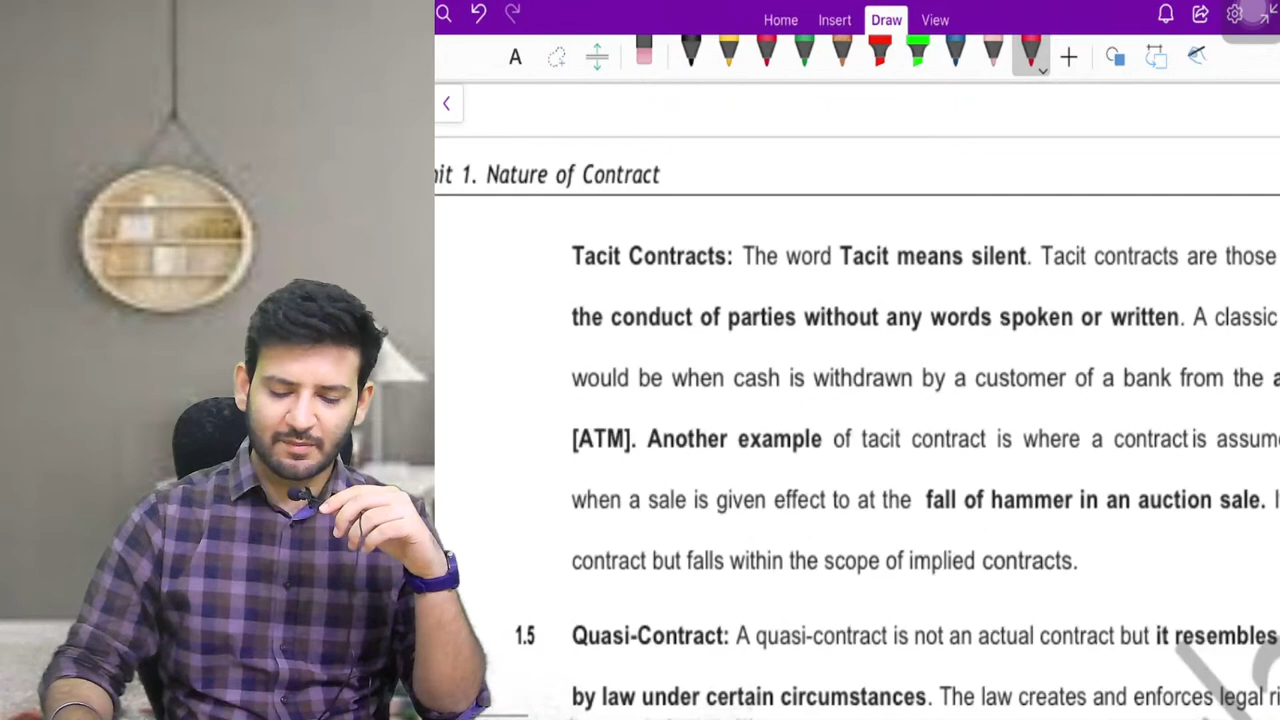 Home Insert Draw View
A
Unit 1. Nature of Contract
Tacit Contracts: The word Tacit means silent. Tacit contracts are those
the conduct of parties without any words spoken or written. A classic
would be when cash is withdrawn by a customer of a bank from the
[ATM]. Another example of tacit contract is where a contract is
when a sale is given effect to at the fall of hammer in an auction sale.
contract but falls within the scope of implied contracts.
1.5 Quasi-Contract: A quasi-contract is not an actual contract but it resembles
by law under certain circumstances. The law creates and enforces legal